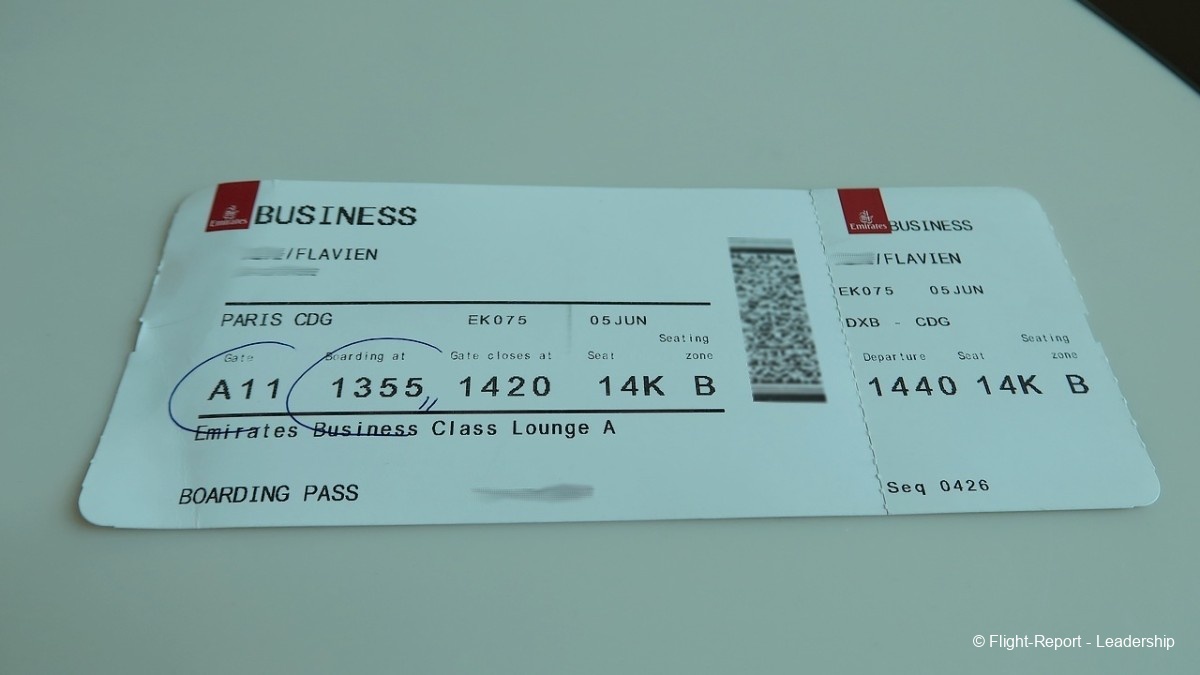 Emirates
BUSINESS
/FLAVIEN
PARIS CDG EK075 05JUN
Gate Boarding at Gate closes at Seat Seating zone
A11 1355 1420 14K B
Emirates Business Class Lounge A
BOARDING PASS
Emirates
BUSINESS
/FLAVIEN
EK075 05JUN
DXB - CDG
Departure Seat Seating zone
1440 14K B
Seq 0426
© Flight-Report - Leadership